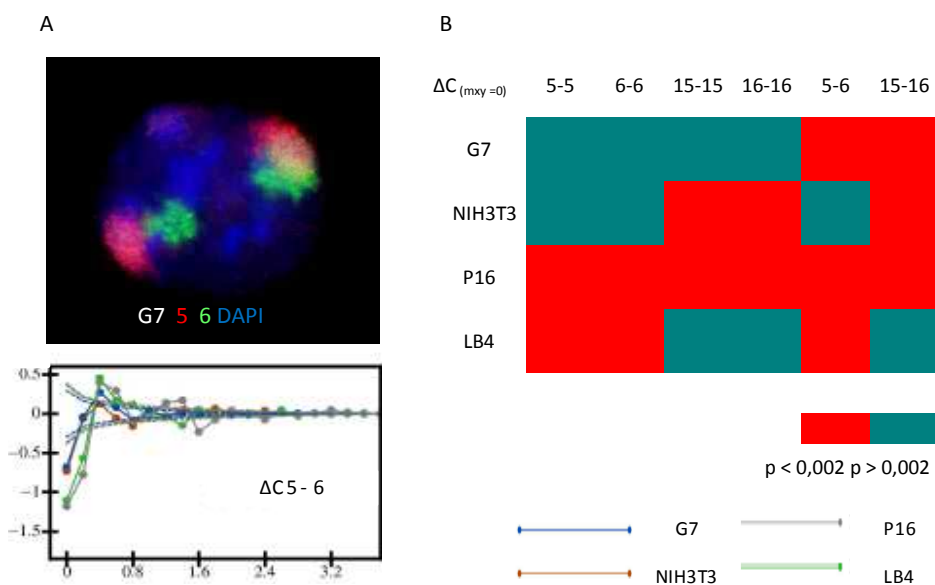 A
G7 5 6 DAPI
0.5
0
−0.5
−1
−1.5
ΔC 5 - 6
0 0.8 1.6 2.4 3.2
B
ΔC (mxy =0) 5-5 6-6 15-15 16-16 5-6 15-16
G7
NIH3T3
P16
LB4
p < 0,002 p > 0,002
G7 P16
NIH3T3 LB4